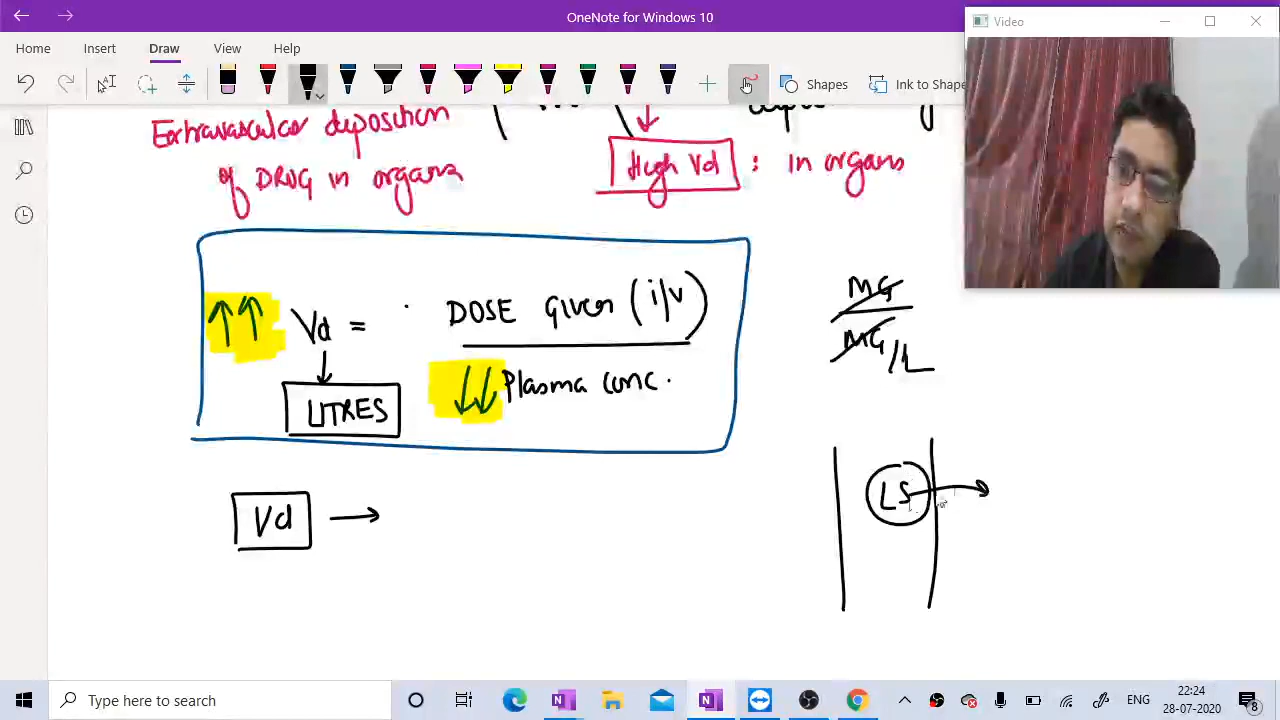 OneNote for Windows 10
Video
Home Insert Draw View Help
Shapes
Ink to Shape
Extravascular deposition
of DRUG in organs
High Vd : in organs
↑↑ Vd = DOSE given (i/v)
↓↓ Plasma conc.
LITRES
MG
MG/L
Vd →
LS
Type here to search
ENG
22:24
28-07-2020
8